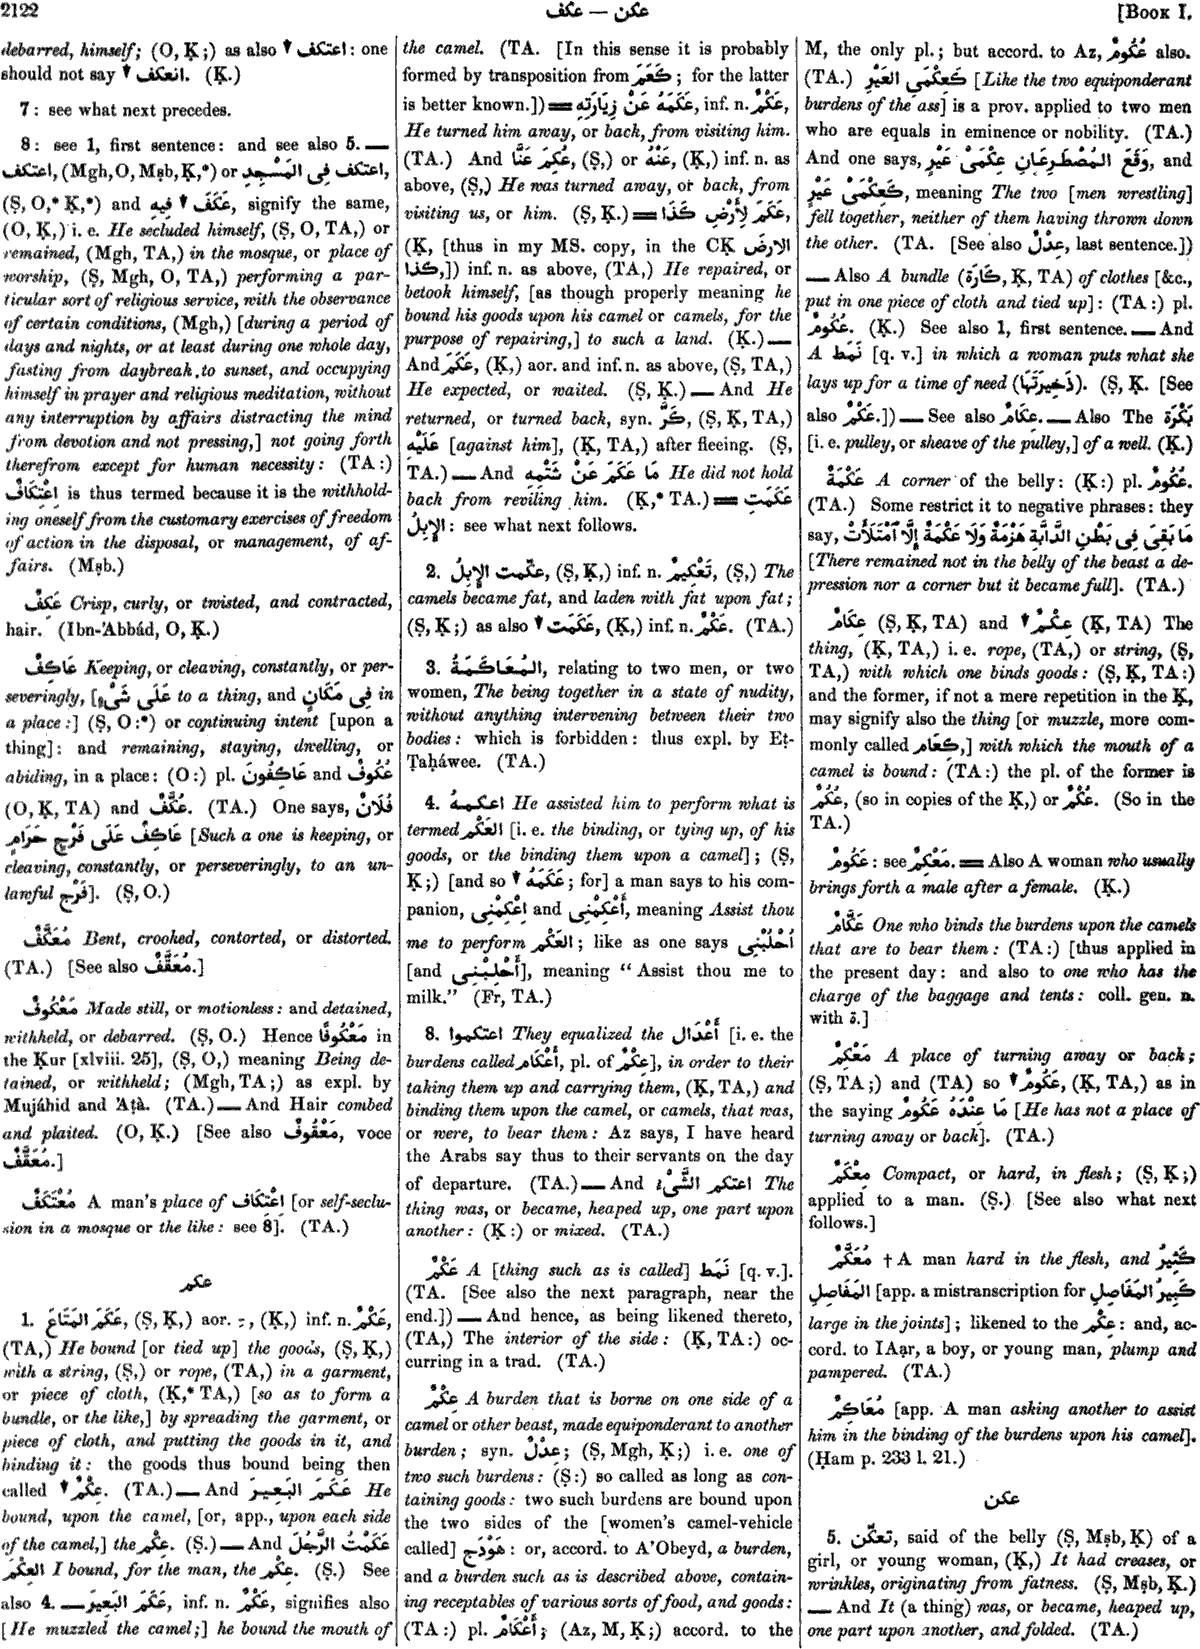 2122
عكف — عكن
[BOOK I.
debarred, himself; (O, Ḳ;) as also ↓ اعتكف: one
should not say ↓ انعكف. (Ḳ.)
7: see what next precedes.
8: see 1, first sentence: and see also 5. —
اعتكف, (Mgh, O, Mṣb, Ḳ,*) or اعتكف فِى المَسْجِدِ,
(Ṣ, O,* Ḳ,*) and ↓ عَكَفَ فِيهِ, signify the same,
(O, Ḳ,) i. e. He secluded himself, (Ṣ, O, TA,) or
remained, (Mgh, TA,) in the mosque, or place of
worship, (Ṣ, Mgh, O, TA,) performing a par-
ticular sort of religious service, with the observance
of certain conditions, (Mgh,) [during a period of
days and nights, or at least during one whole day,
fasting from daybreak to sunset, and occupying
himself in prayer and religious meditation, without
any interruption by affairs distracting the mind
from devotion and not pressing,] not going forth
therefrom except for human necessity: (TA:)
اِعْتِكَافٌ is thus termed because it is the withhold-
ing oneself from the customary exercises of freedom
of action in the disposal, or management, of af-
fairs. (Mṣb.)
عَكِفٌ Crisp, curly, or twisted, and contracted,
hair. (Ibn-'Abbád, O, Ḳ.)
عَاكِفٌ Keeping, or cleaving, constantly, or per-
severingly, [عَلَى شَىْءٍ to a thing, and فِى مَكَانٍ in
a place:] (Ṣ, O:*) or continuing intent [upon a
thing]: and remaining, staying, dwelling, or
abiding, in a place: (O:) pl. عَاكِفُونَ and عُكُوفٌ
(O, Ḳ, TA) and عُكَّفٌ. (TA.) One says, فُلَانٌ
عَاكِفٌ عَلَى فَرْجٍ حَرَامٍ [Such a one is keeping, or
cleaving, constantly, or perseveringly, to an un-
lawful فَرْج]. (Ṣ, O.)
مُعَكَّفٌ Bent, crooked, contorted, or distorted.
(TA.) [See also مُعَقَّفٌ.]
مَعْكُوفٌ Made still, or motionless: and detained,
withheld, or debarred. (Ṣ, O.) Hence مَعْكُوفًا in
the Ḳur [xlviii. 25], (Ṣ, O,) meaning Being de-
tained, or withheld; (Mgh, TA;) as expl. by
Mujáhid and 'Aṭà. (TA.) — And Hair combed
and plaited. (O, Ḳ.) [See also مَعْقُوفٌ, voce
مُعَقَّفٌ.]
مُعْتَكَفٌ A man's place of اِعْتِكَاف [or self-seclu-
sion in a mosque or the like: see 8]. (TA.)
عكم
1. عَكَمَ المَتَاعَ, (Ṣ, Ḳ,) aor. ـِ, (Ḳ,) inf. n. عَكْمٌ,
(TA,) He bound [or tied up] the goods, (Ṣ, Ḳ,)
with a string, (Ṣ,) or rope, (TA,) in a garment,
or piece of cloth, (Ḳ,* TA,) [so as to form a
bundle, or the like,] by spreading the garment, or
piece of cloth, and putting the goods in it, and
binding it: the goods thus bound being then
called ↓ عِكْمٌ. (TA.) — And عَكَمَ البَعِيرَ He
bound, upon the camel, [or, app., upon each side
of the camel,] the عِكْم. (Ṣ.) — And عَكَمْتُ الرَّجُلَ
العِكْمَ I bound, for the man, the عِكْم. (Ṣ.) See
also 4. — عَكَمَ البَعِيرَ, inf. n. عَكْمٌ, signifies also
[He muzzled the camel;] he bound the mouth of
the camel. (TA. [In this sense it is probably
formed by transposition from كَعَمَ; for the latter
is better known.]) = عَكَمَهُ عَنْ زِيَارَتِهِ, inf. n. عَكْمٌ,
He turned him away, or back, from visiting him.
(TA.) And عُكِمَ عَنَّا, (Ṣ,) or عَنْهُ, (Ḳ,) inf. n. as
above, (Ṣ,) He was turned away, or back, from
visiting us, or him. (Ṣ, Ḳ.) = عَكَمَ لِأَرْضِ كَذَا,
(Ḳ, [thus in my MS. copy, in the CḲ الارضَ
كذا,]) inf. n. as above, (TA,) He repaired, or
betook himself, [as though properly meaning he
bound his goods upon his camel or camels, for the
purpose of repairing,] to such a land. (Ḳ.) —
And عَكَمَ, (Ḳ,) aor. and inf. n. as above, (Ṣ, TA,)
He expected, or waited. (Ṣ, Ḳ.) — And He
returned, or turned back, syn. كَرَّ, (Ṣ, Ḳ, TA,)
عَلَيْهِ [against him], (Ḳ, TA,) after fleeing. (Ṣ,
TA.) — And مَا عَكَمَ عَنْ شَتْمِهِ He did not hold
back from reviling him. (Ḳ,* TA.) = عَكَمَتِ
الإِبِلُ: see what next follows.
2. عكّمت الإِبِلُ, (Ṣ, Ḳ,) inf. n. تَعْكِيمٌ, (Ṣ,) The
camels became fat, and laden with fat upon fat;
(Ṣ, Ḳ;) as also ↓ عَكَمَت, (Ḳ,) inf. n. عَكْمٌ. (TA.)
3. المُعَاكَمَةُ, relating to two men, or two
women, The being together in a state of nudity,
without anything intervening between their two
bodies: which is forbidden: thus expl. by Eṭ-
Ṭaḥáwee. (TA.)
4. اعكمهُ He assisted him to perform what is
termed العَكْم [i. e. the binding, or tying up, of his
goods, or the binding them upon a camel]; (Ṣ,
Ḳ;) [and so ↓ عَكَمَهُ; for] a man says to his com-
panion, اِعْكِمْنِى and أَعْكِمْنِى, meaning Assist thou
me to perform العَكْم; like as one says اُحْلُبْنِى
[and أَحْلِبْنِى], meaning "Assist thou me to
milk." (Fr, TA.)
8. اعتكموا They equalized the أَعْدَال [i. e. the
burdens called أَعْكَام, pl. of عِكْمٌ], in order to their
taking them up and carrying them, (Ḳ, TA,) and
binding them upon the camel, or camels, that was,
or were, to bear them: Az says, I have heard
the Arabs say thus to their servants on the day
of departure. (TA.) — And اعتكم الشَّىْءُ The
thing was, or became, heaped up, one part upon
another: (Ḳ:) or mixed. (TA.)
عَكْمٌ A [thing such as is called] نَمَط [q. v.].
(TA. [See also the next paragraph, near the
end.]) — And hence, as being likened thereto,
(TA,) The interior of the side: (Ḳ, TA:) oc-
curring in a trad. (TA.)
عِكْمٌ A burden that is borne on one side of a
camel or other beast, made equiponderant to another
burden; syn. عِدْلٌ; (Ṣ, Mgh, Ḳ;) i. e. one of
two such burdens: (Ṣ:) so called as long as con-
taining goods: two such burdens are bound upon
the two sides of the [women's camel-vehicle
called] هَوْدَج: or, accord. to A'Obeyd, a burden,
and a burden such as is described above, contain-
ing receptables of various sorts of food, and goods:
(TA:) pl. أَعْكَامٌ; (Az, M, Ḳ;) accord. to the
M, the only pl.; but accord. to Az, عُكُومٌ also.
(TA.) كَعِكْمَىِ العَيْرِ [Like the two equiponderant
burdens of the ass] is a prov. applied to two men
who are equals in eminence or nobility. (TA.)
And one says, وَقَعَ المُصْطَرِعَانِ عِكْمَىْ عَيْرٍ, and
كَعِكْمَىْ عَيْرٍ, meaning The two [men wrestling]
fell together, neither of them having thrown down
the other. (TA. [See also عِدْلٌ, last sentence.])
— Also A bundle (كَارَة, Ḳ, TA) of clothes [&c.,
put in one piece of cloth and tied up]: (TA:) pl.
عُكُومٌ. (Ḳ.) See also 1, first sentence. — And
A نَمَط [q. v.] in which a woman puts what she
lays up for a time of need (ذَخِيرَتَهَا). (Ṣ, Ḳ. [See
also عَكْمٌ.]) — See also عِكَامٌ. — Also The بَكْرَة
[i. e. pulley, or sheave of the pulley,] of a well. (Ḳ.)
عَكْمَةٌ A corner of the belly: (Ḳ:) pl. عُكُومٌ.
(TA.) Some restrict it to negative phrases: they
say, مَا بَقِىَ فِى بَطْنِ الدَّابَّةِ هَزْمَةٌ وَلَا عَكْمَةٌ إِلَّا ٱمْتَلَأَتْ
[There remained not in the belly of the beast a de-
pression nor a corner but it became full]. (TA.)
عِكَامٌ (Ṣ, Ḳ, TA) and ↓ عِكْمٌ (Ḳ, TA) The
thing, (Ḳ, TA,) i. e. rope, (TA,) or string, (Ṣ,
TA,) with which one binds goods: (Ṣ, Ḳ, TA:)
and the former, if not a mere repetition in the Ḳ,
may signify also the thing [or muzzle, more com-
monly called كِعَام,] with which the mouth of a
camel is bound: (TA:) the pl. of the former is
عُكُمٌ, (so in copies of the Ḳ,) or عُكْمٌ. (So in the
TA.)
عَكُومٌ: see مَعْكِمٌ. = Also A woman who usually
brings forth a male after a female. (Ḳ.)
عَكَّامٌ One who binds the burdens upon the camels
that are to bear them: (TA:) [thus applied in
the present day: and also to one who has the
charge of the baggage and tents: coll. gen. n.
with ة.]
مَعْكِمٌ A place of turning away or back;
(Ṣ, TA;) and (TA) so ↓ عَكُومٌ, (Ḳ, TA,) as in
the saying مَا عِنْدَهُ عَكُومٌ [He has not a place of
turning away or back]. (TA.)
مِعْكَمٌ Compact, or hard, in flesh; (Ṣ, Ḳ;)
applied to a man. (Ṣ.) [See also what next
follows.]
مُعَكَّمٌ † A man hard in the flesh, and كَثِيرُ
المَفَاصِلِ [app. a mistranscription for كَبِيرُ المَفَاصِلِ
large in the joints]; likened to the عِكْم: and, ac-
cord. to IAạr, a boy, or young man, plump and
pampered. (TA.)
مُعَاكِمٌ [app. A man asking another to assist
him in the binding of the burdens upon his camel].
(Ḥam p. 233 l. 21.)
عكن
5. تعكّن, said of the belly (Ṣ, Mṣb, Ḳ) of a
girl, or young woman, (Ḳ,) It had creases, or
wrinkles, originating from fatness. (Ṣ, Mṣb, Ḳ.)
— And It (a thing) was, or became, heaped up,
one part upon another, and folded. (TA.)